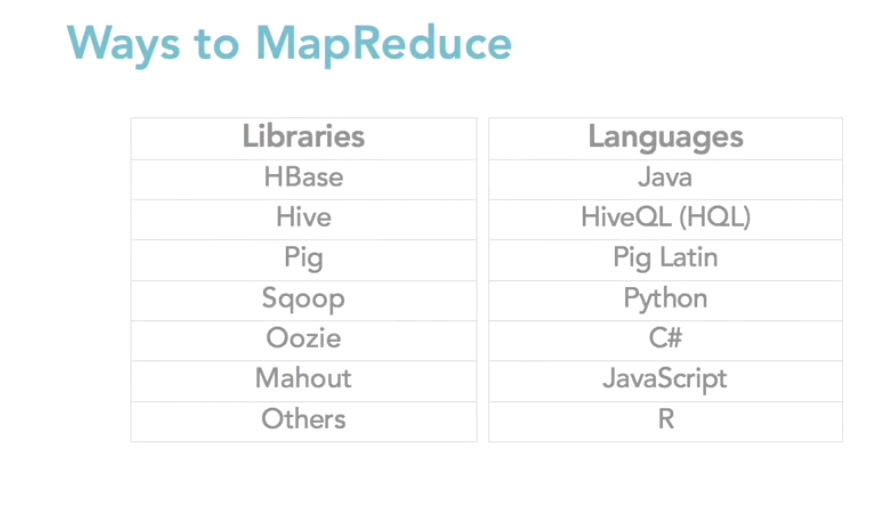 Ways to MapReduce
Libraries Languages
HBase Java
Hive HiveQL (HQL)
Pig Pig Latin
Sqoop Python
Oozie C#
Mahout JavaScript
Others R